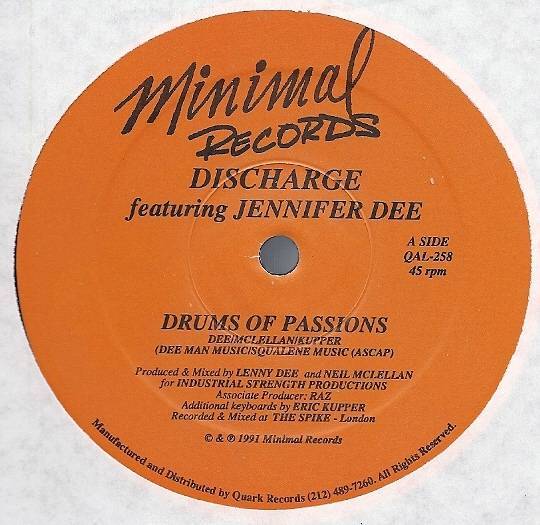 Minimal
RECORDS
DISCHARGE
featuring JENNIFER DEE
A SIDE
QAL-258
45 rpm
DRUMS OF PASSIONS
DEE/MCLELLAN/KUPPER
(DEE MAN MUSIC/SQUALENE MUSIC (ASCAP)
Produced & Mixed by LENNY DEE and NEIL MCLELLAN
for INDUSTRIAL STRENGTH PRODUCTIONS
Associate Producer: RAZ
Additional keyboards by ERIC KUPPER
Recorded & Mixed at THE SPIKE - London
© & ℗ 1991 Minimal Records
Manufactured and Distributed by Quark Records (212) 489-7260. All Rights Reserved.